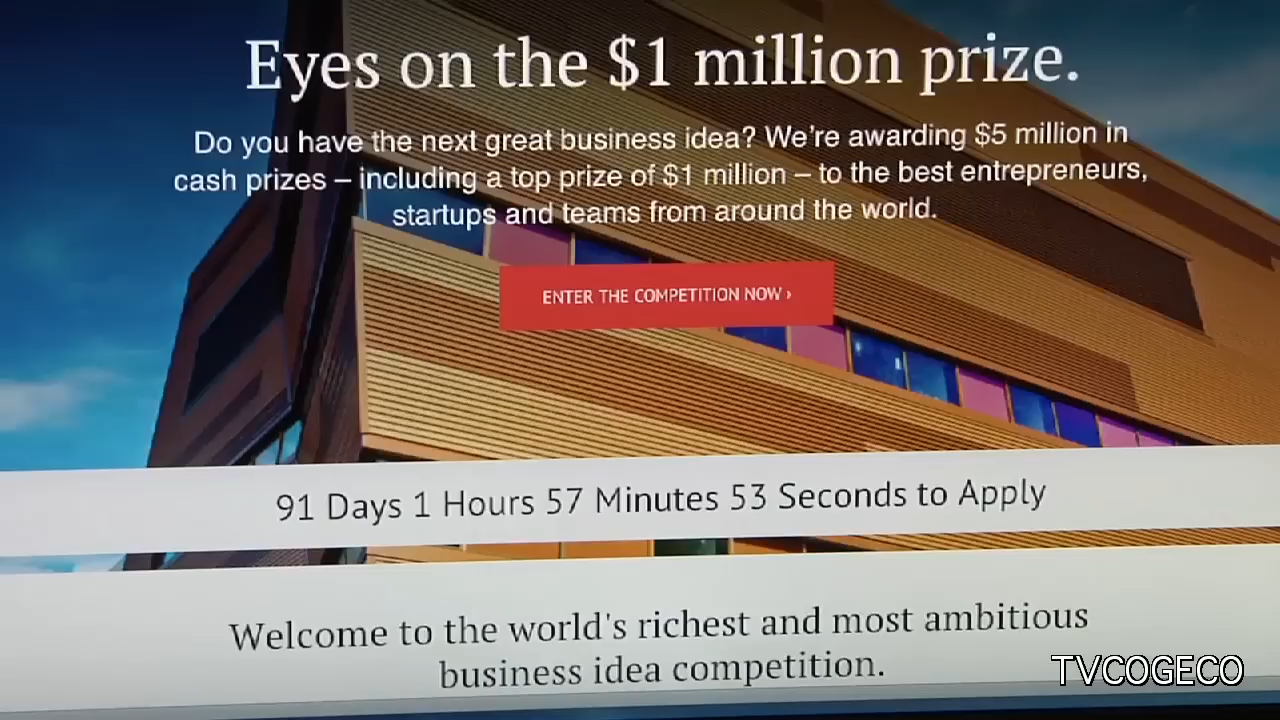 Eyes on the $1 million prize.
Do you have the next great business idea? We're awarding $5 million in
cash prizes – including a top prize of $1 million – to the best entrepreneurs,
startups and teams from around the world.
ENTER THE COMPETITION NOW ›
91 Days 1 Hours 57 Minutes 53 Seconds to Apply
Welcome to the world's richest and most ambitious
business idea competition.
TVCOGECO